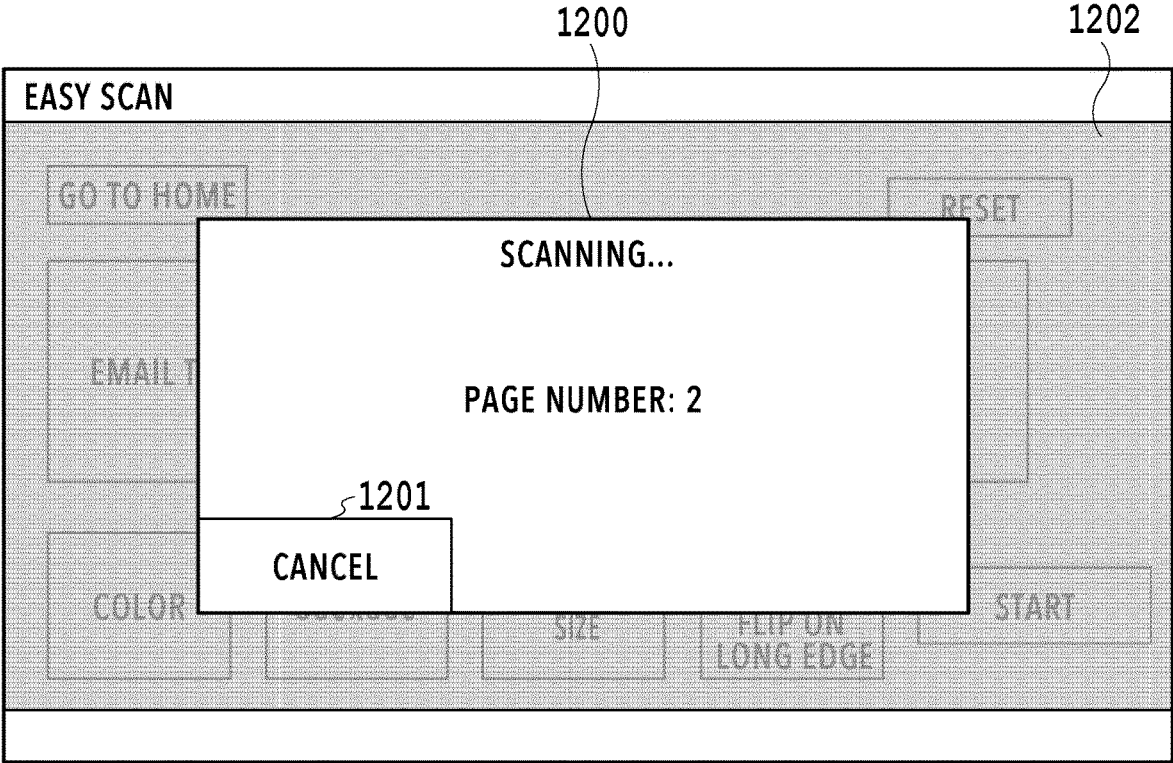 1200
1202
EASY SCAN
GO TO HOME
RESET
SCANNING...
EMAIL T
PAGE NUMBER: 2
1201
CANCEL
COLOR
SIZE
FLIP ON
LONG EDGE
START